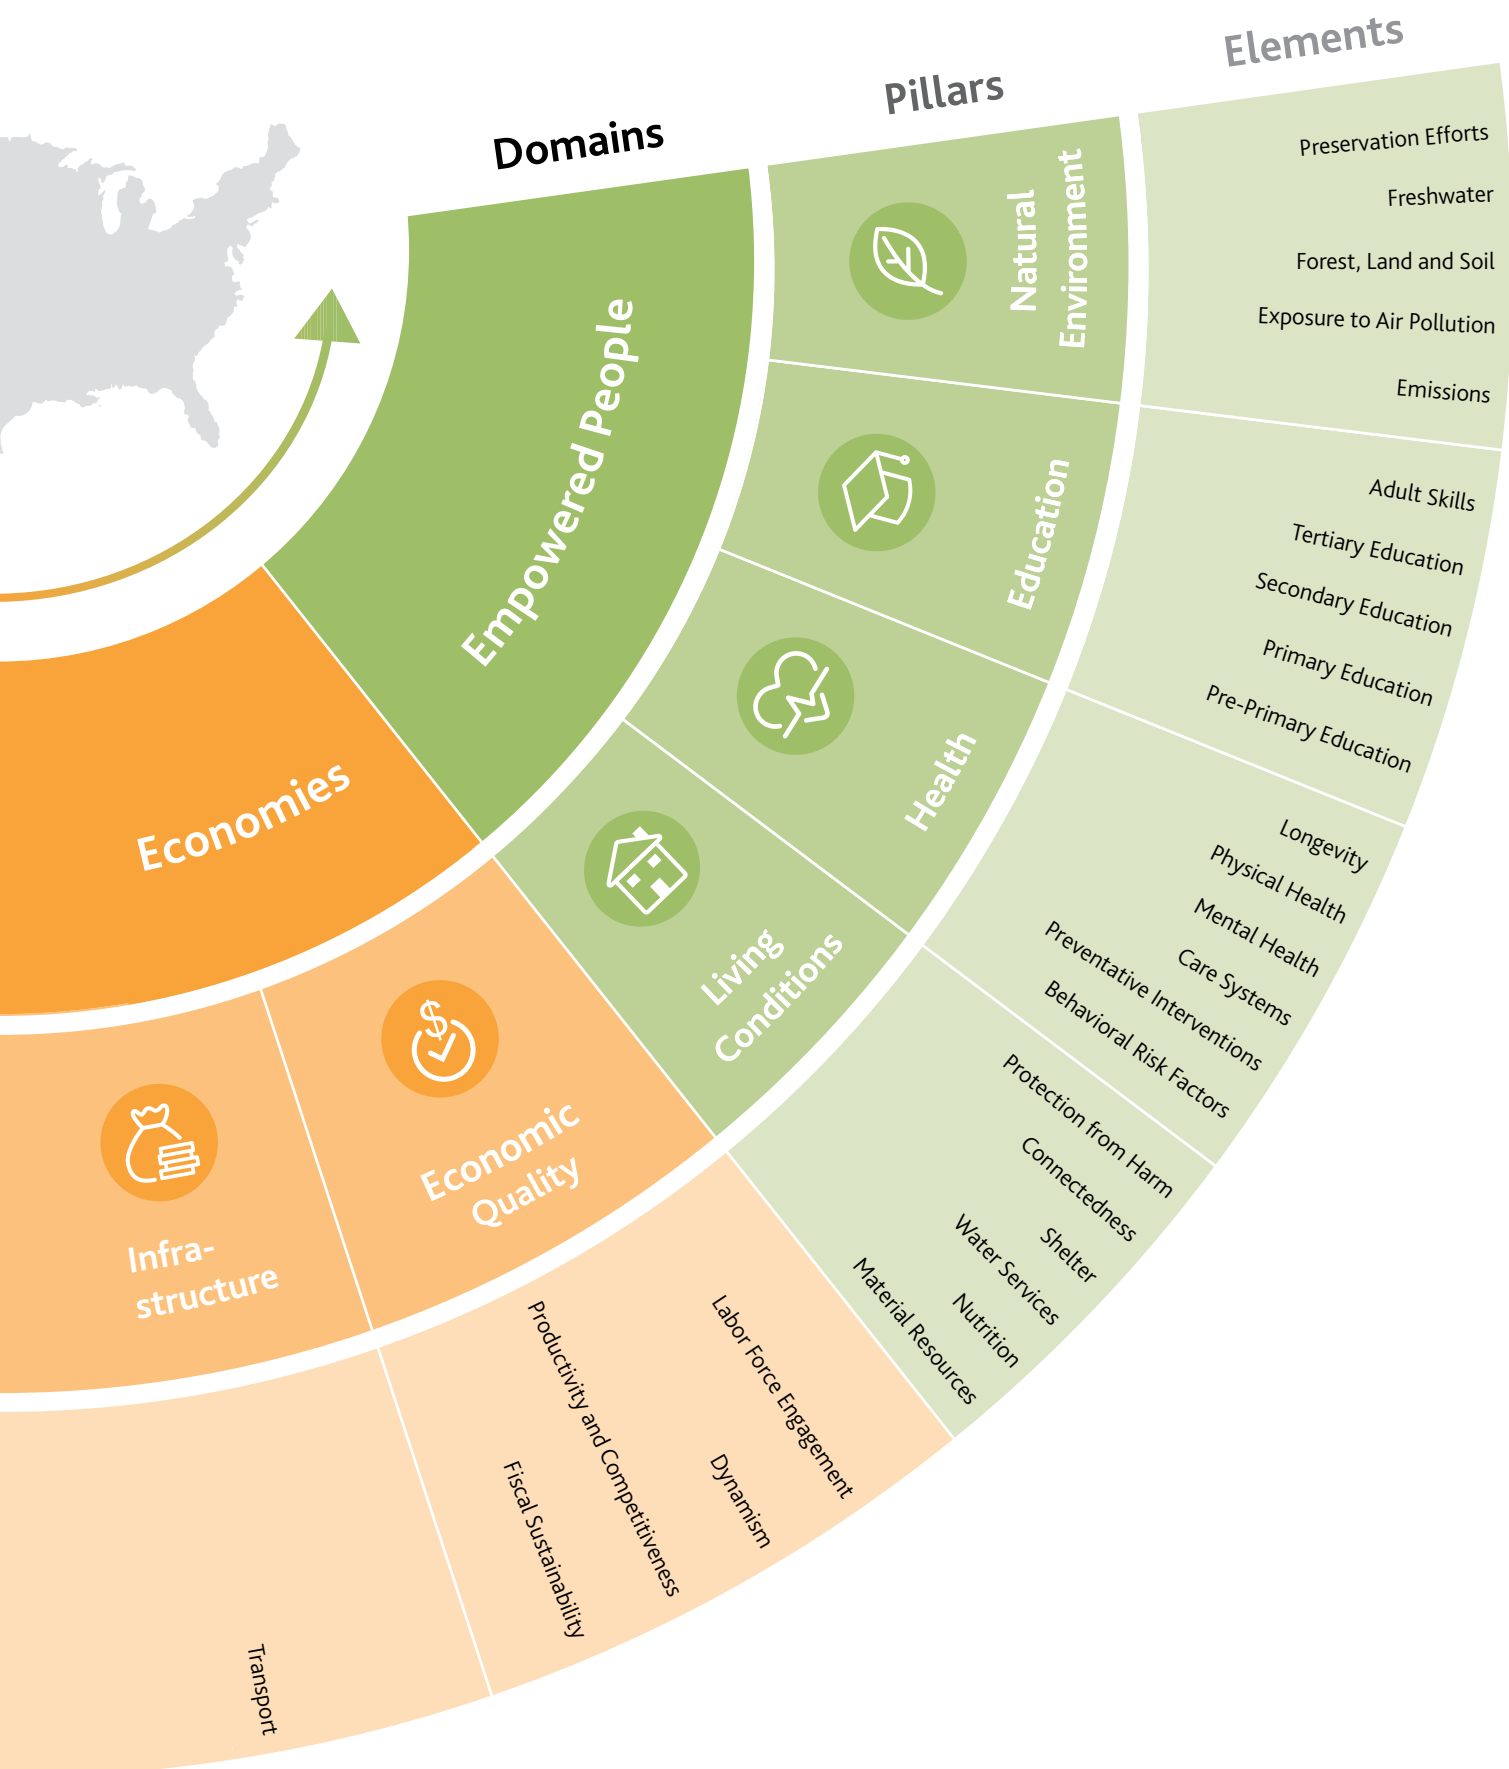 Domains
Pillars
Elements
Empowered People
Natural
Environment
Preservation Efforts
Freshwater
Forest, Land and Soil
Exposure to Air Pollution
Emissions
Education
Adult Skills
Tertiary Education
Secondary Education
Primary Education
Pre-Primary Education
Health
Longevity
Physical Health
Mental Health
Care Systems
Preventative Interventions
Behavioral Risk Factors
Living
Conditions
Protection from Harm
Connectedness
Shelter
Water Services
Nutrition
Material Resources
Economies
$
Economic
Quality
Labor Force Engagement
Dynamism
Productivity and Competitiveness
Fiscal Sustainability
Infra-
structure
Transport